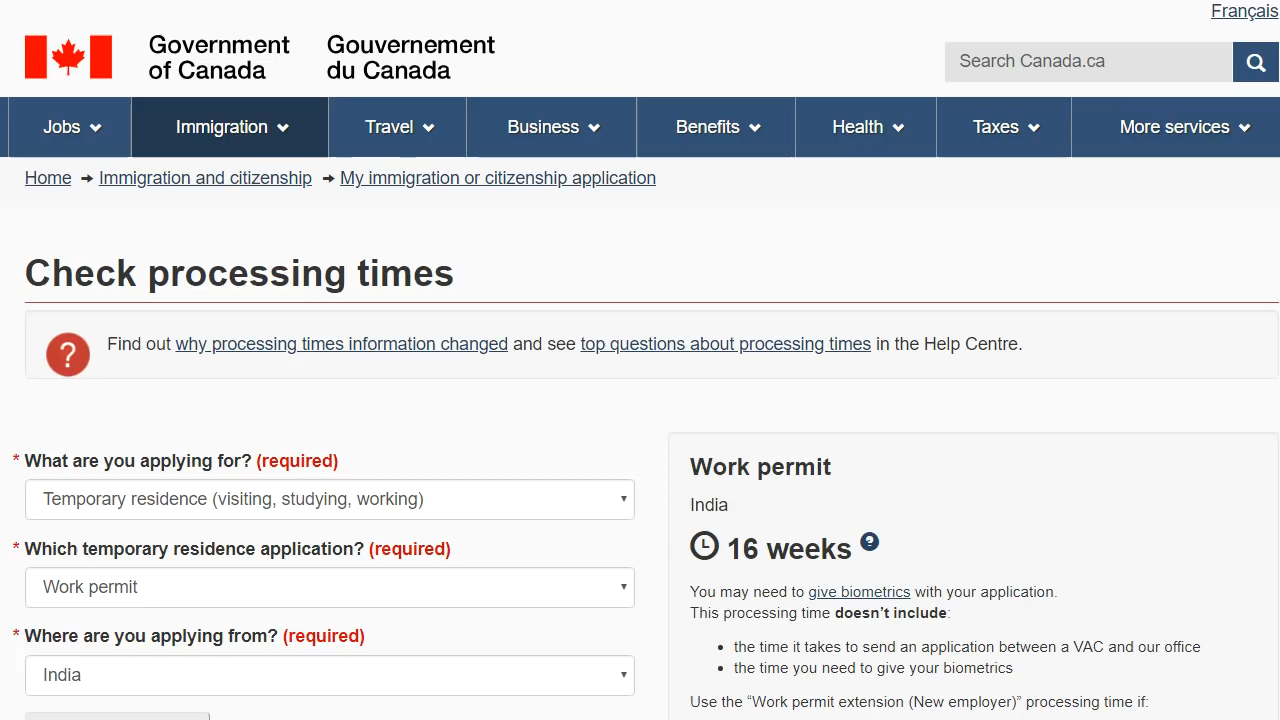 Français
Government
of Canada
Gouvernement
du Canada
Search Canada.ca
Jobs Immigration Travel Business Benefits Health Taxes More services
Home → Immigration and citizenship → My immigration or citizenship application
Check processing times
? Find out why processing times information changed and see top questions about processing times in the Help Centre.
* What are you applying for? (required)
Temporary residence (visiting, studying, working)
* Which temporary residence application? (required)
Work permit
* Where are you applying from? (required)
India
Work permit
India
16 weeks ?
You may need to give biometrics with your application.
This processing time doesn’t include:
• the time it takes to send an application between a VAC and our office
• the time you need to give your biometrics
Use the “Work permit extension (New employer)” processing time if: